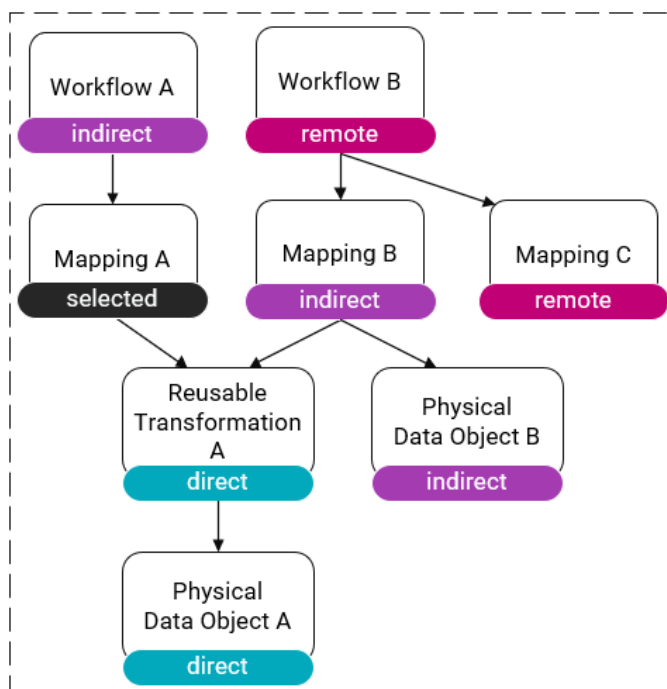 Workflow A
indirect
Workflow B
remote
Mapping A
selected
Mapping B
indirect
Mapping C
remote
Reusable
Transformation
A
direct
Physical
Data Object B
indirect
Physical
Data Object A
direct